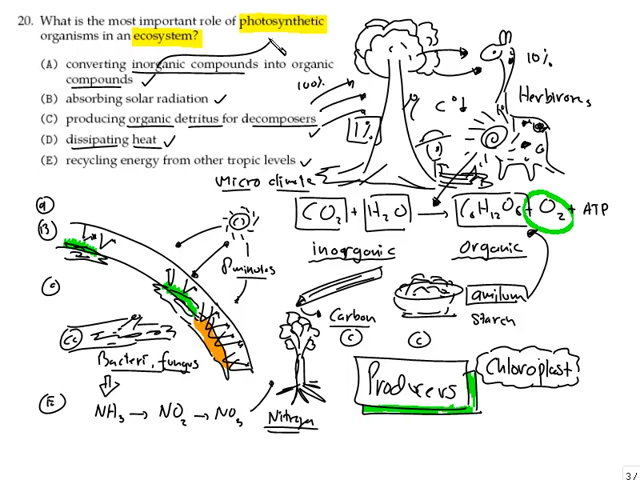 20. What is the most important role of photosynthetic
organisms in an ecosystem?
(A) converting inorganic compounds into organic
compounds
(B) absorbing solar radiation
(C) producing organic detritus for decomposers
(D) dissipating heat
(E) recycling energy from other tropic levels
100%
1%
C°↓
10%
Herbivores
Micro climate
CO2 + H2O → C6H12O6 + O2 + ATP
inorganic
organic
B
8 minutes
C
Carbon
(C)
amilum
starch
(C)
Bacteri, fungus
Producers
Chloroplast
(E)
NH3 → NO2 → NO3
Nitrogen
3/